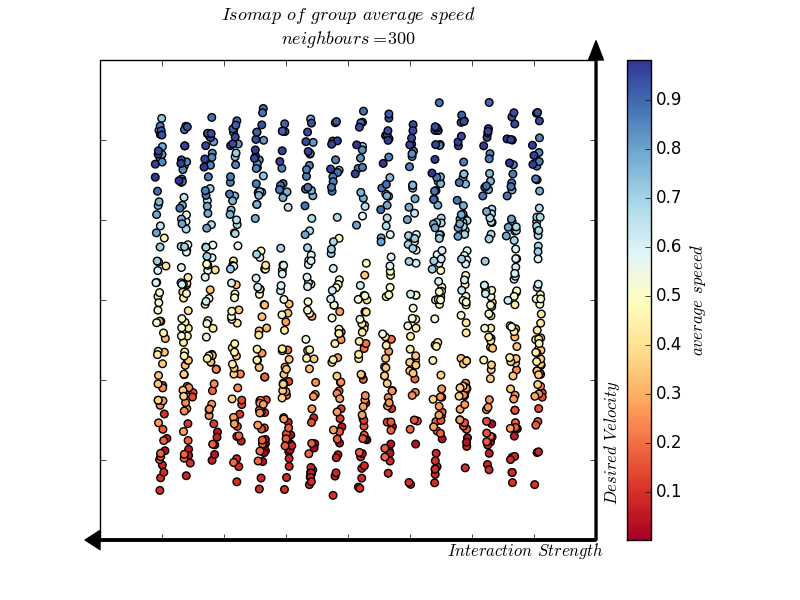 Isomap of group average speed
neighbours =300
0.9
0.8
0.7
0.6
0.5
0.4
0.3
0.2
0.1
average speeed
Desired Velocity
Interaction Strength